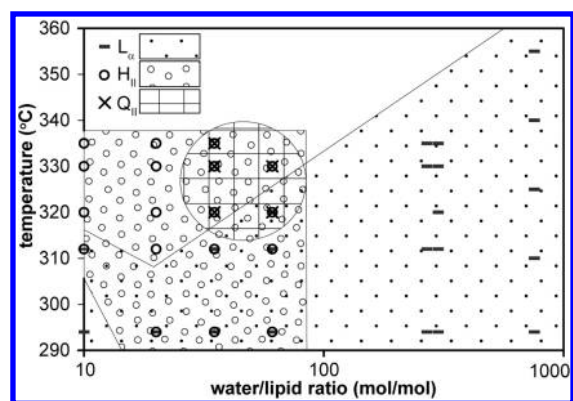 360
350
340
330
320
310
300
290
temperature (°C)
Lα
HII
QII
10
100
1000
water/lipid ratio (mol/mol)